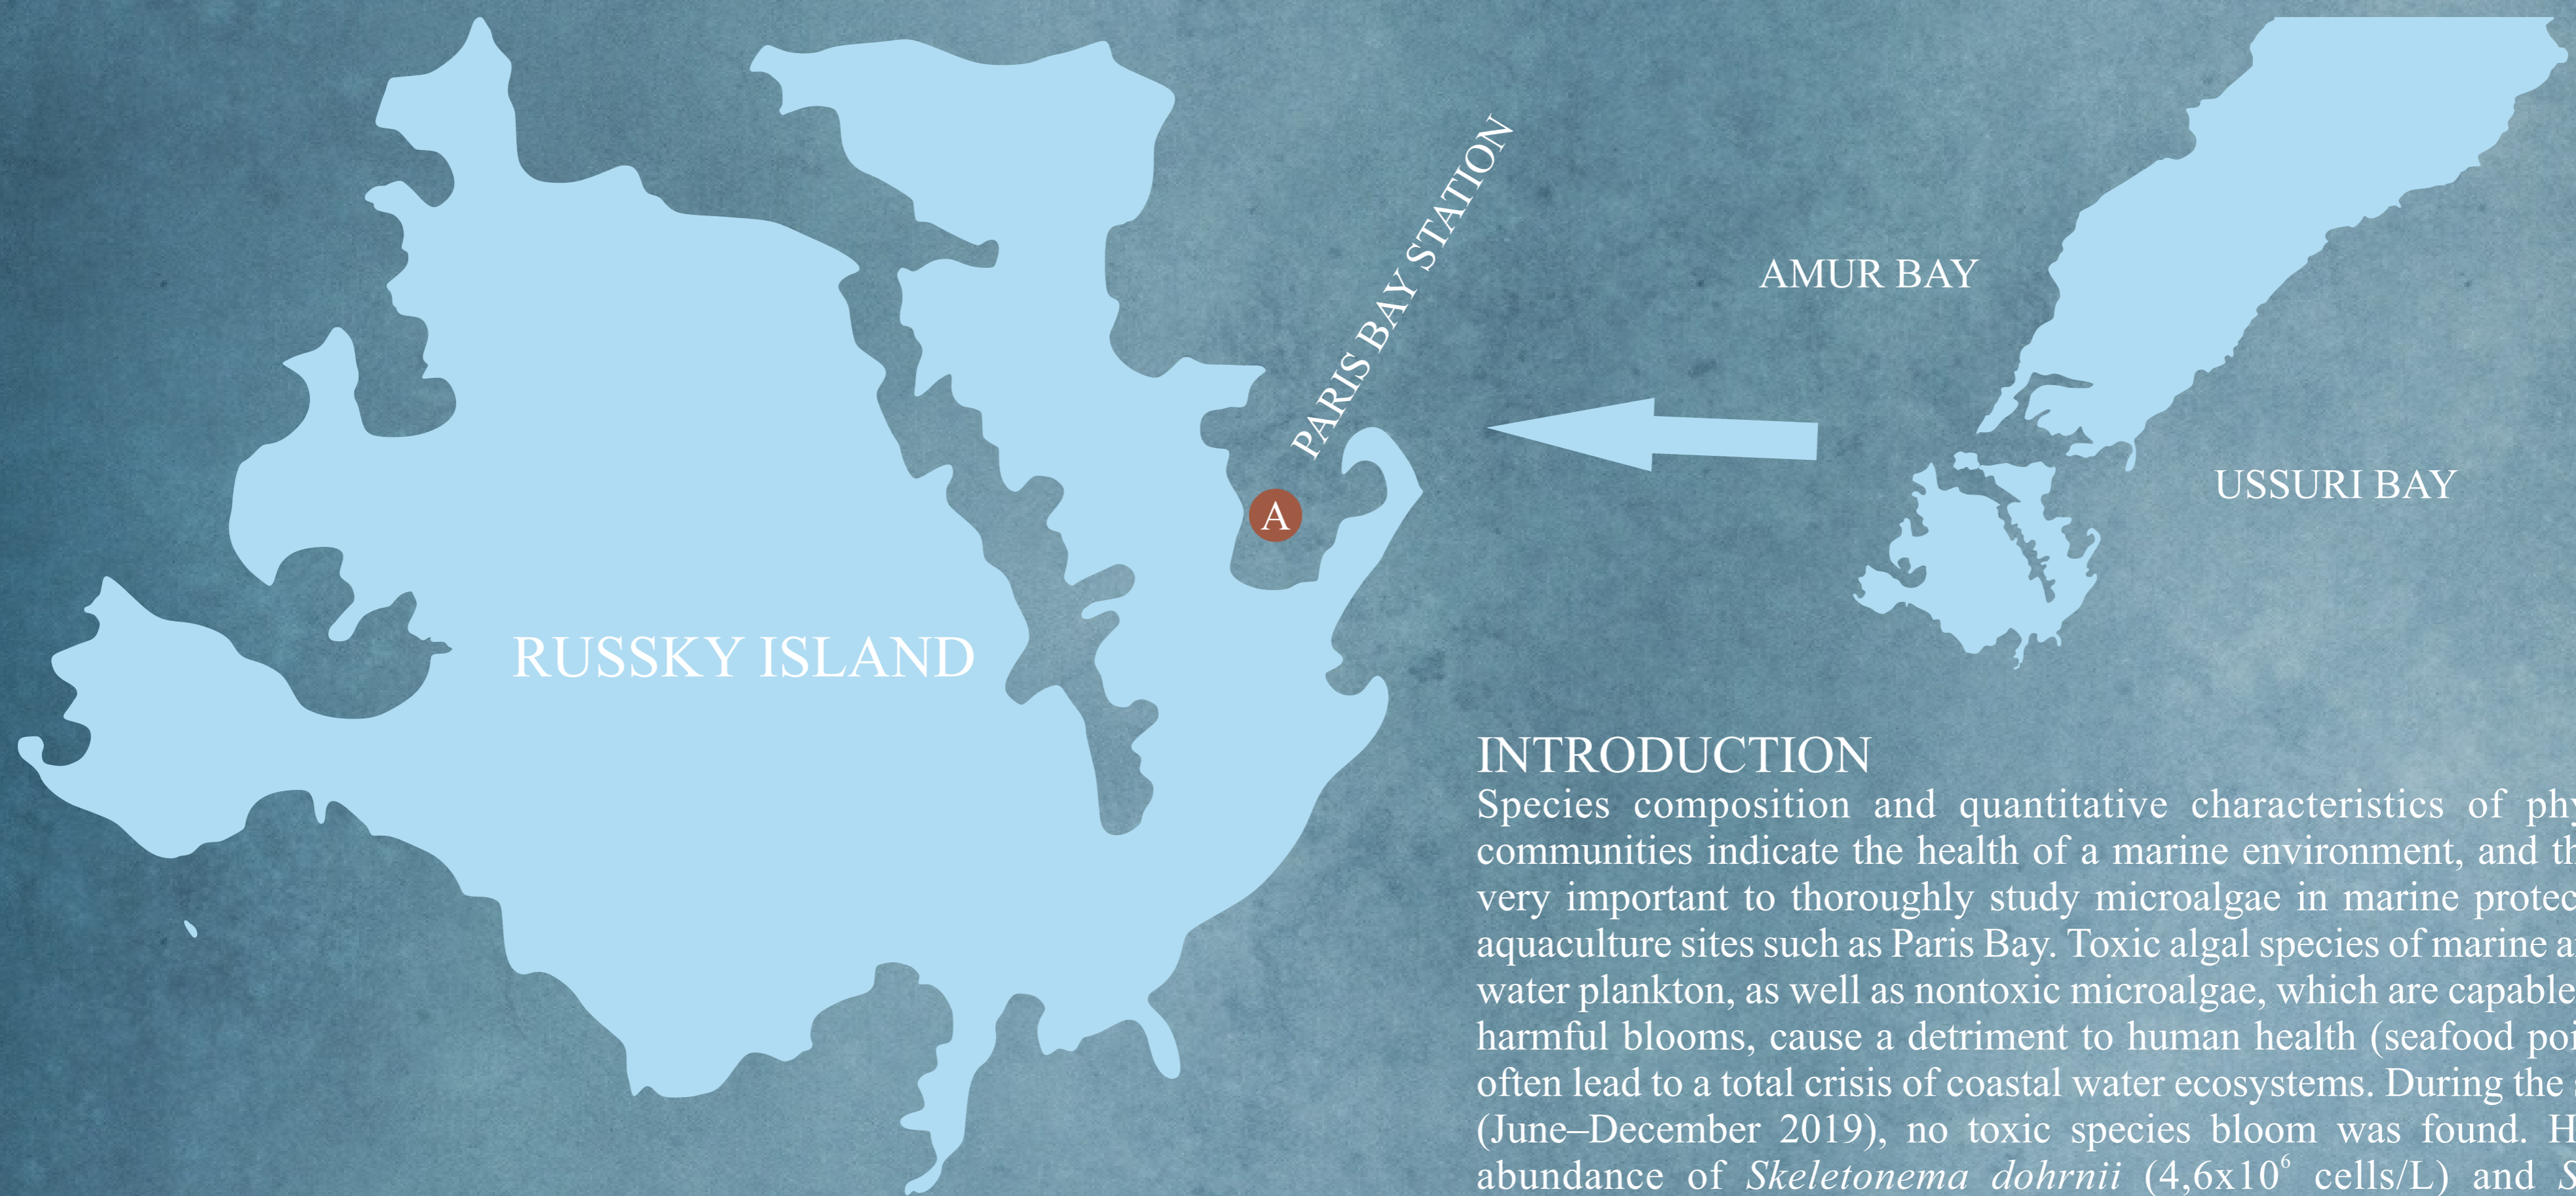 PARIS BAY STATION
AMUR BAY
USSURI BAY
A
RUSSKY ISLAND
INTRODUCTION
Species composition and quantitative characteristics of
communities indicate the health of a marine environment, and
very important to thoroughly study microalgae in marine
aquaculture sites such as Paris Bay. Toxic algal species of marine
water plankton, as well as nontoxic microalgae, which are capable
harmful blooms, cause a detriment to human health (seafood
often lead to a total crisis of coastal water ecosystems. During the
(June–December 2019), no toxic species bloom was found.
abundance of Skeletonema dohrnii (4,6x10⁶ cells/L) and